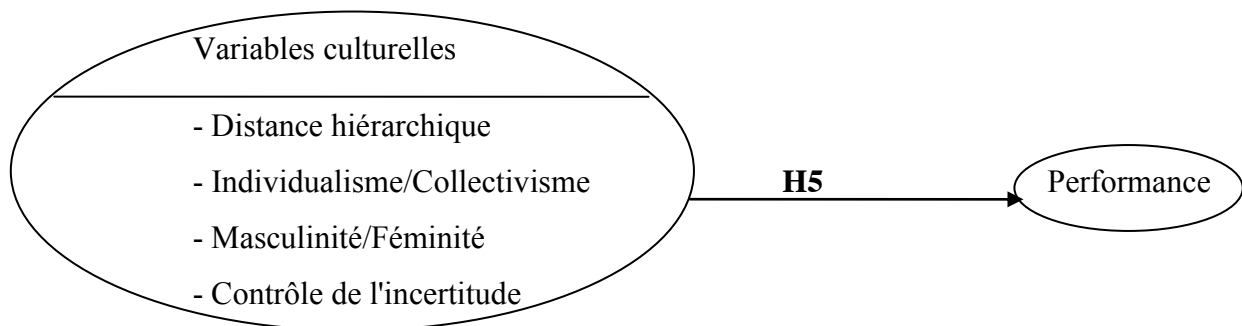 Variables culturelles
- Distance hiérarchique
- Individualisme/Collectivisme
- Masculinité/Féminité
- Contrôle de l'incertitude
H5
Performance